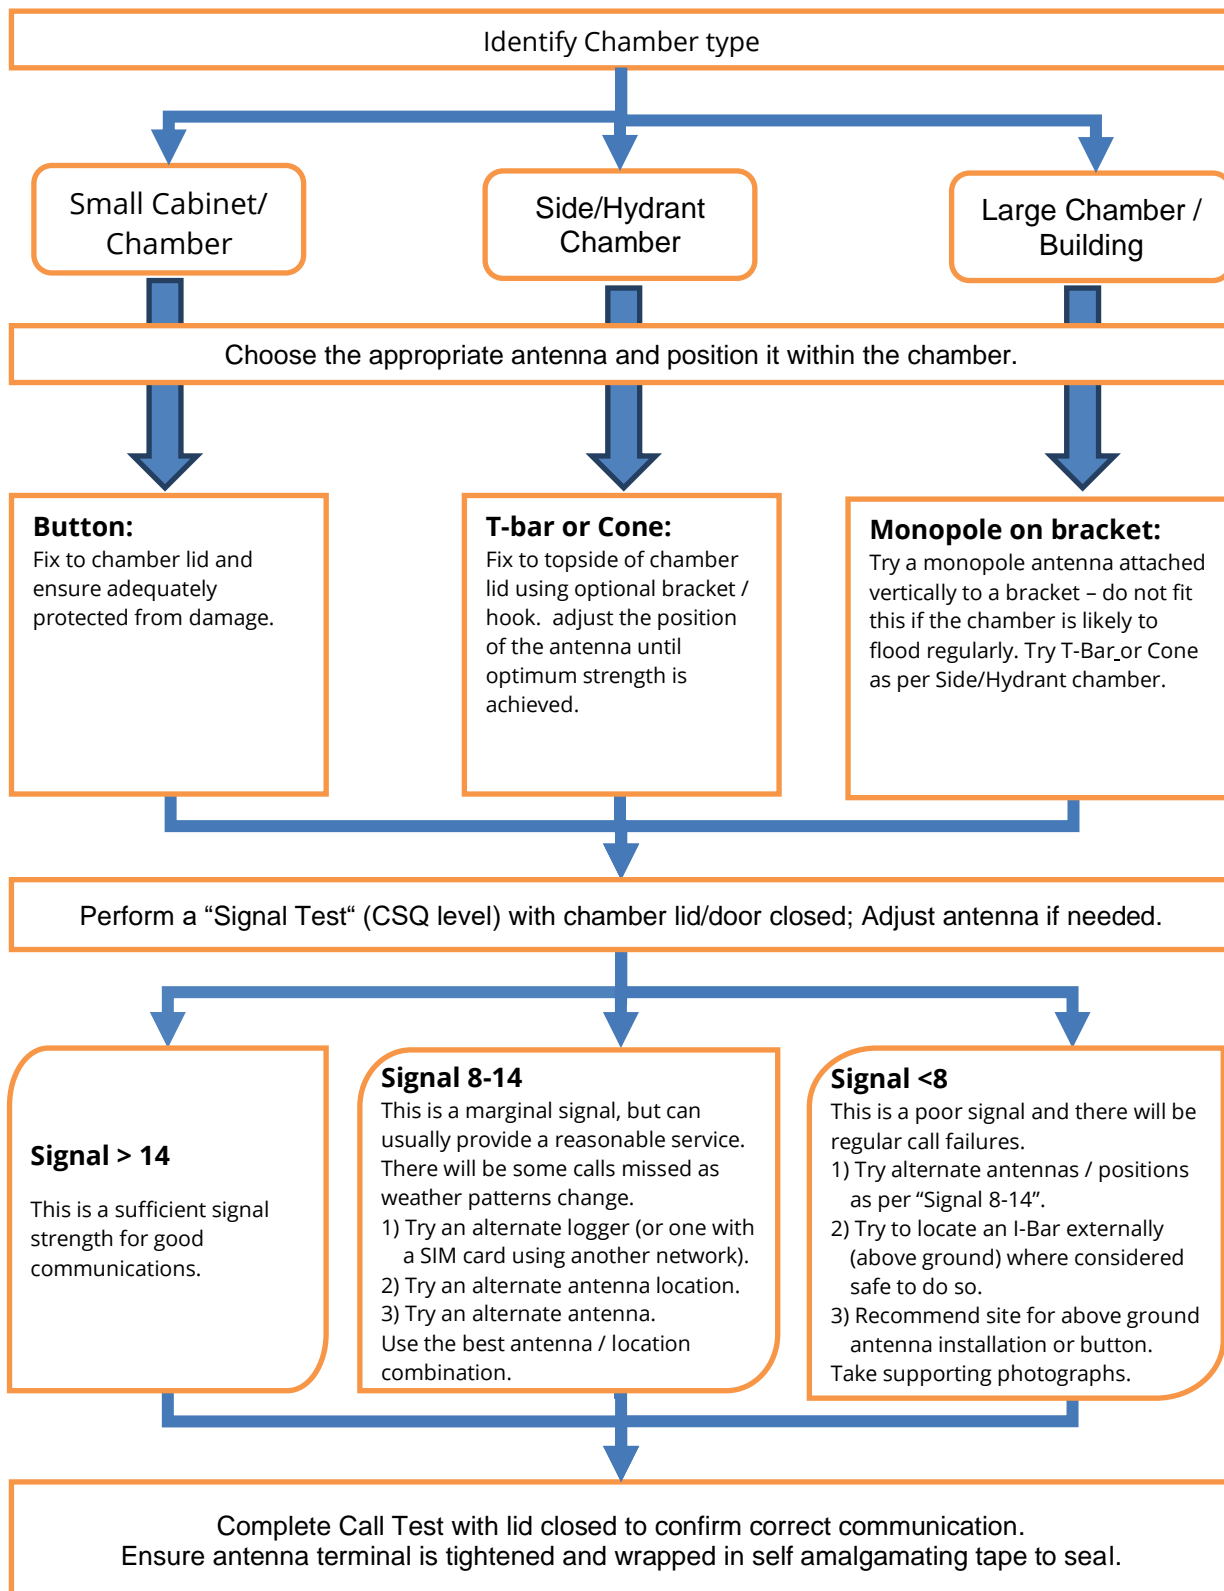 Identify Chamber type
Small Cabinet/
Chamber
Side/Hydrant
Chamber
Large Chamber /
Building
Choose the appropriate antenna and position it within the chamber.
Button:
Fix to chamber lid and
ensure adequately
protected from damage.
T-bar or Cone:
Fix to topside of chamber
lid using optional bracket /
hook.  adjust the position
of the antenna until
optimum strength is
achieved.
Monopole on bracket:
Try a monopole antenna attached
vertically to a bracket – do not fit
this if the chamber is likely to
flood regularly. Try T-Bar or Cone
as per Side/Hydrant chamber.
Perform a “Signal Test“ (CSQ level) with chamber lid/door closed; Adjust antenna if needed.
Signal > 14
This is a sufficient signal
strength for good
communications.
Signal 8-14
This is a marginal signal, but can
usually provide a reasonable service.
There will be some calls missed as
weather patterns change.
1) Try an alternate logger (or one with
a SIM card using another network).
2) Try an alternate antenna location.
3) Try an alternate antenna.
Use the best antenna / location
combination.
Signal <8
This is a poor signal and there will be
regular call failures.
1) Try alternate antennas / positions
as per “Signal 8-14”.
2) Try to locate an I-Bar externally
(above ground) where considered
safe to do so.
3) Recommend site for above ground
antenna installation or button.
Take supporting photographs.
Complete Call Test with lid closed to confirm correct communication.
Ensure antenna terminal is tightened and wrapped in self amalgamating tape to seal.